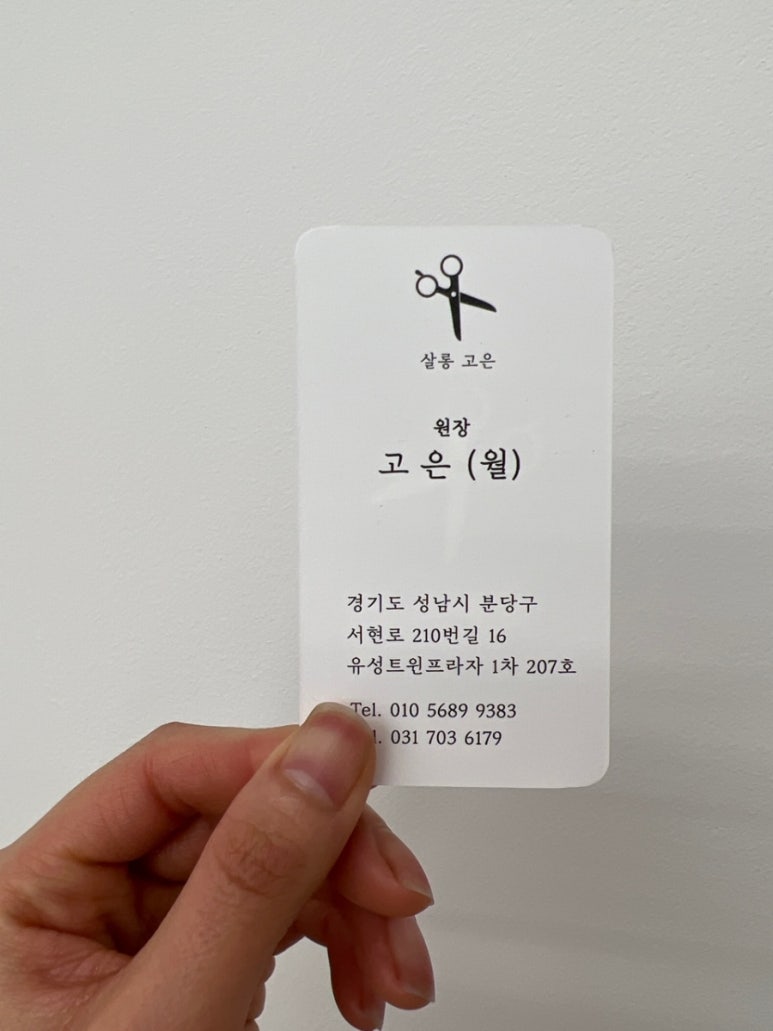 살롱 고은
원장
고 은 (월)
경기도 성남시 분당구
서현로 210번길 16
유성트윈프라자 1차 207호
Tel. 010 5689 9383
031 703 6179